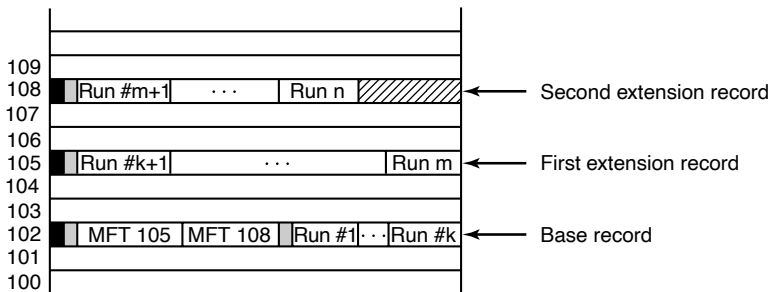 109
108 Run #m+1 · · · Run n Second extension record
107
106
105 Run #k+1 · · · Run m First extension record
104
103
102 MFT 105 MFT 108 Run #1 · · · Run #k Base record
101
100